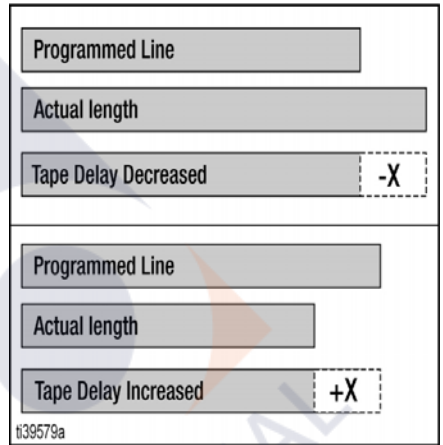 Programmed Line
Actual length
Tape Delay Decreased -X
Programmed Line
Actual length
Tape Delay Increased +X
ti39579a